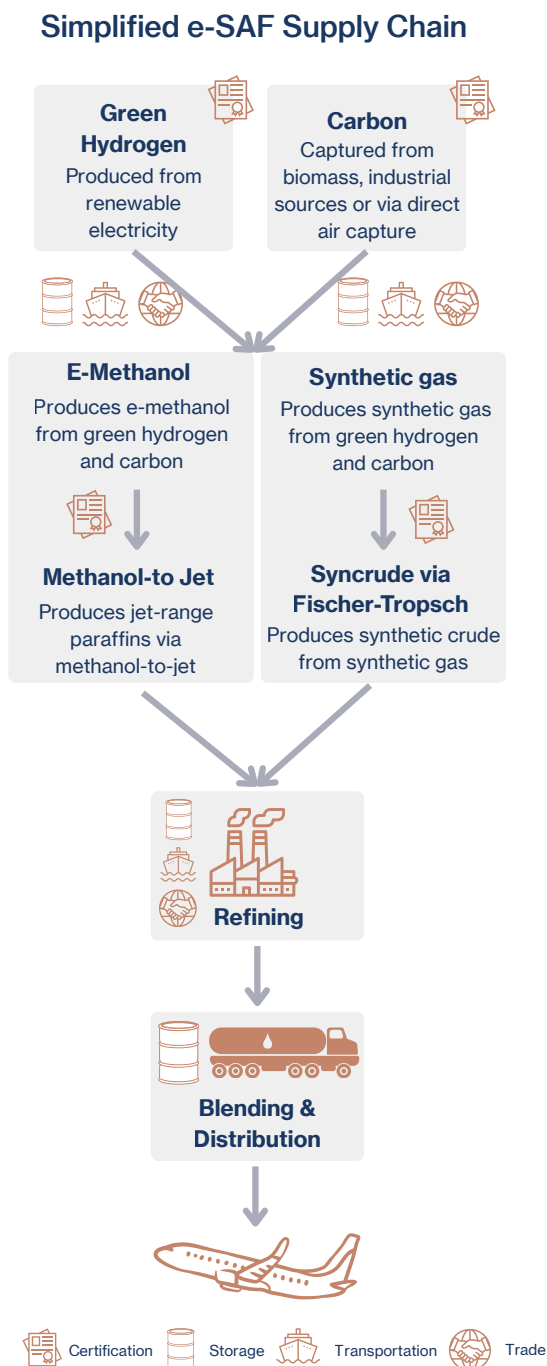 Simplified e-SAF Supply Chain
Green
Hydrogen
Produced from
renewable
electricity
Carbon
Captured from
biomass, industrial
sources or via direct
air capture
E-Methanol
Produces e-methanol
from green hydrogen
and carbon
Methanol-to Jet
Produces jet-range
paraffins via
methanol-to-jet
Synthetic gas
Produces synthetic gas
from green hydrogen
and carbon
Syncrude via
Fischer-Tropsch
Produces synthetic crude
from synthetic gas
Refining
Blending &
Distribution
Certification
Storage
Transportation
Trade